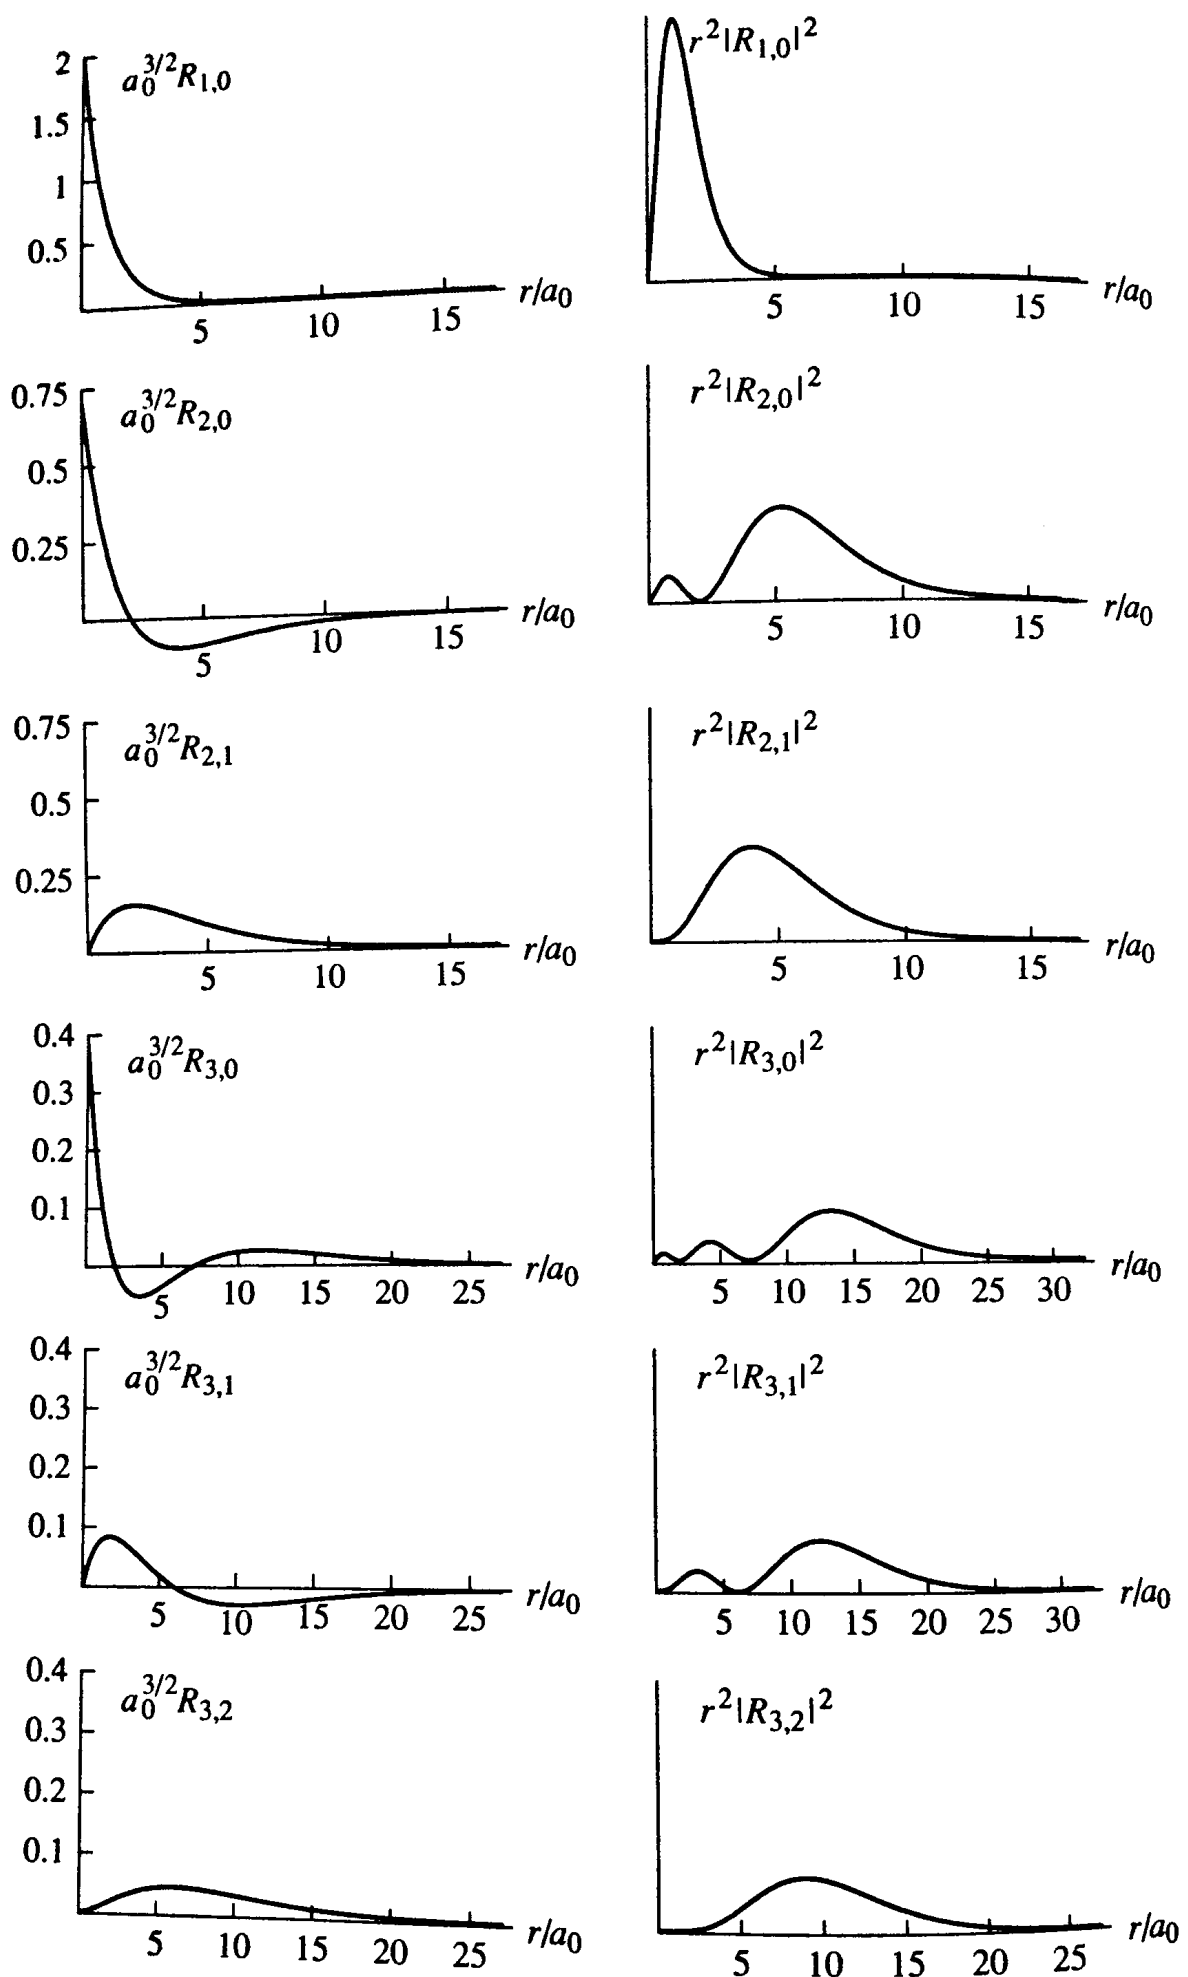 2
a_0^{3/2}R_{1,0}
1.5
1
0.5
5 10 15 r/a_0
r^2|R_{1,0}|^2
5 10 15 r/a_0
0.75
a_0^{3/2}R_{2,0}
0.5
0.25
5 10 15 r/a_0
r^2|R_{2,0}|^2
5 10 15 r/a_0
0.75
a_0^{3/2}R_{2,1}
0.5
0.25
5 10 15 r/a_0
r^2|R_{2,1}|^2
5 10 15 r/a_0
0.4
a_0^{3/2}R_{3,0}
0.3
0.2
0.1
5 10 15 20 25 r/a_0
r^2|R_{3,0}|^2
5 10 15 20 25 30 r/a_0
0.4
a_0^{3/2}R_{3,1}
0.3
0.2
0.1
5 10 15 20 25 r/a_0
r^2|R_{3,1}|^2
5 10 15 20 25 30 r/a_0
0.4
a_0^{3/2}R_{3,2}
0.3
0.2
0.1
5 10 15 20 25 r/a_0
r^2|R_{3,2}|^2
5 10 15 20 25 r/a_0